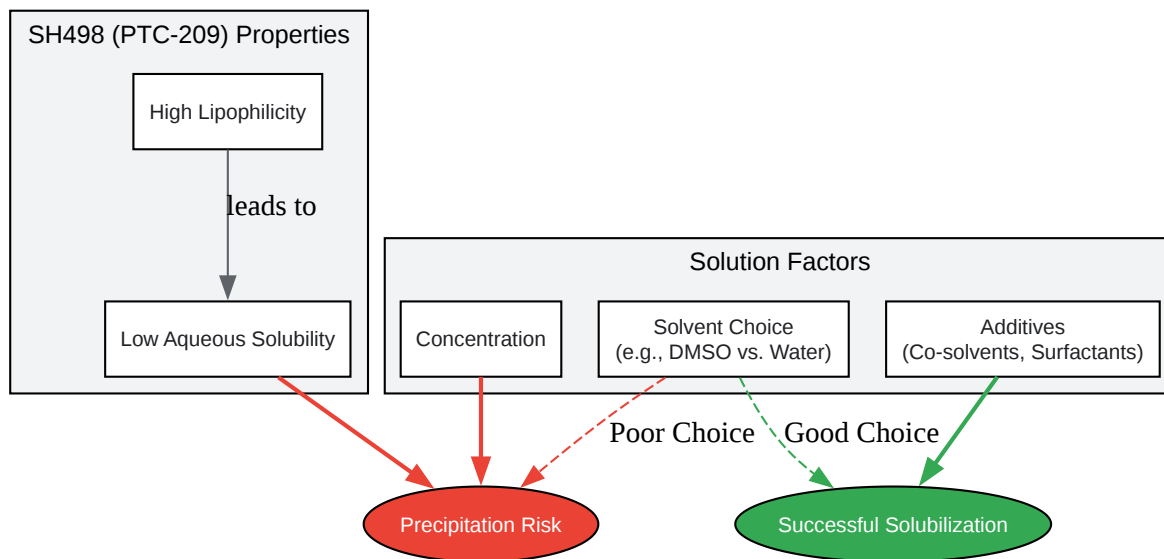 SH498 (PTC-209) Properties
High Lipophilicity
leads to
Low Aqueous Solubility
Solution Factors
Concentration
Solvent Choice
(e.g., DMSO vs. Water)
Additives
(Co-solvents, Surfactants)
Poor Choice
Good Choice
Precipitation Risk
Successful Solubilization